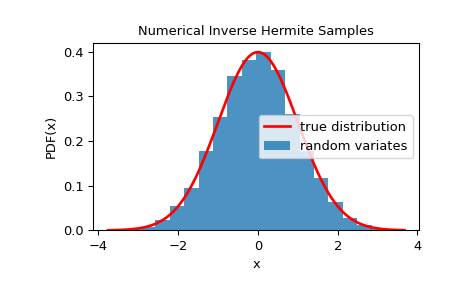 Numerical Inverse Hermite Samples
0.4
0.3
0.2
0.1
0.0
PDF(x)
true distribution
random variates
−4
−2
0
2
4
x